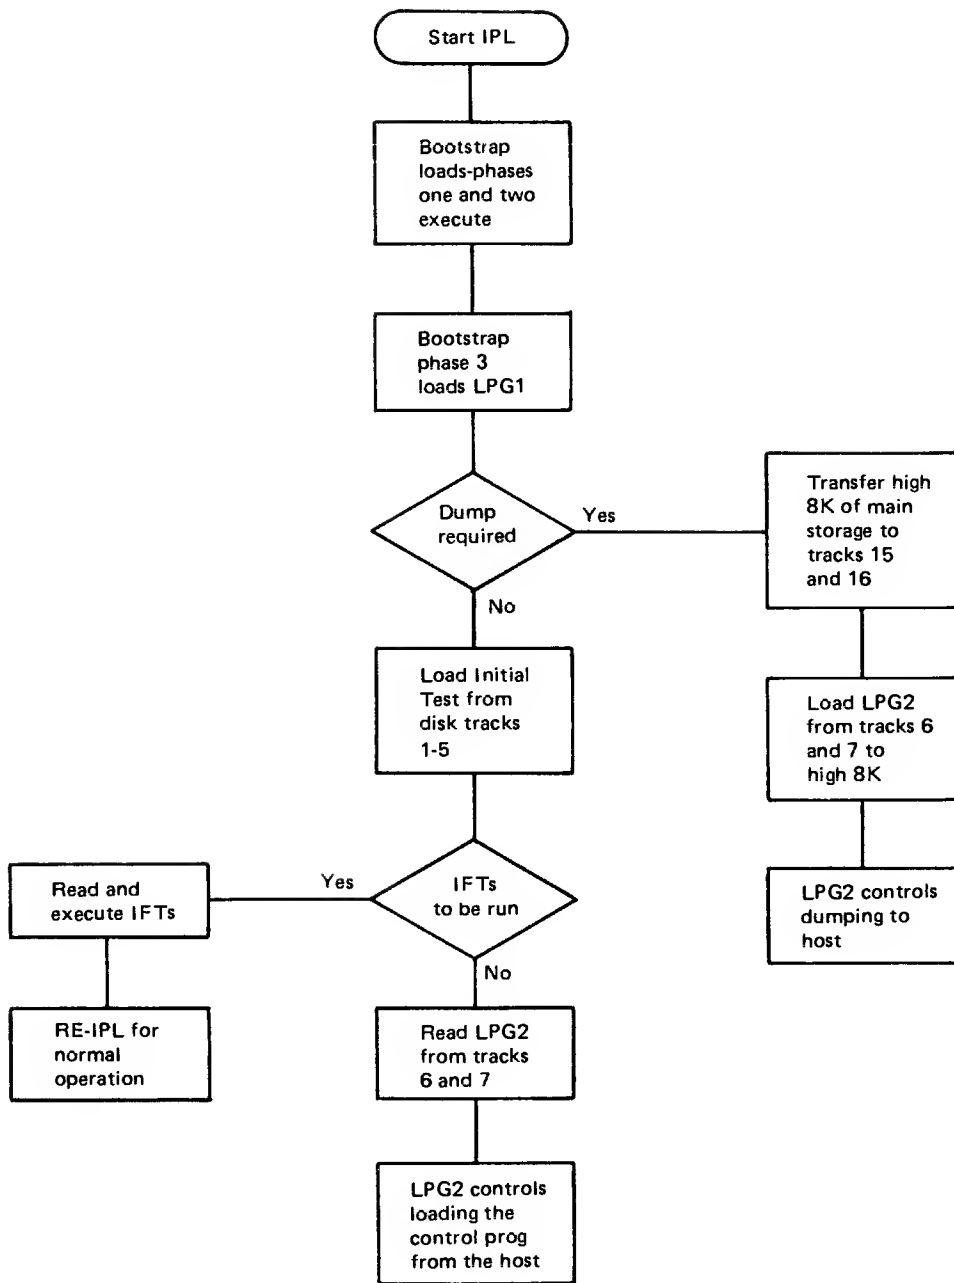 Start IPL
Bootstrap
loads-phases
one and two
execute
Bootstrap
phase 3
loads LPG1
Dump
required
Yes
No
Transfer high
8K of main
storage to
tracks 15
and 16
Load Initial
Test from
disk tracks
1-5
Load LPG2
from tracks 6
and 7 to
high 8K
LPG2 controls
dumping to
host
IFTs
to be run
Yes
No
Read and
execute IFTs
RE-IPL for
normal
operation
Read LPG2
from tracks
6 and 7
LPG2 controls
loading the
control prog
from the host